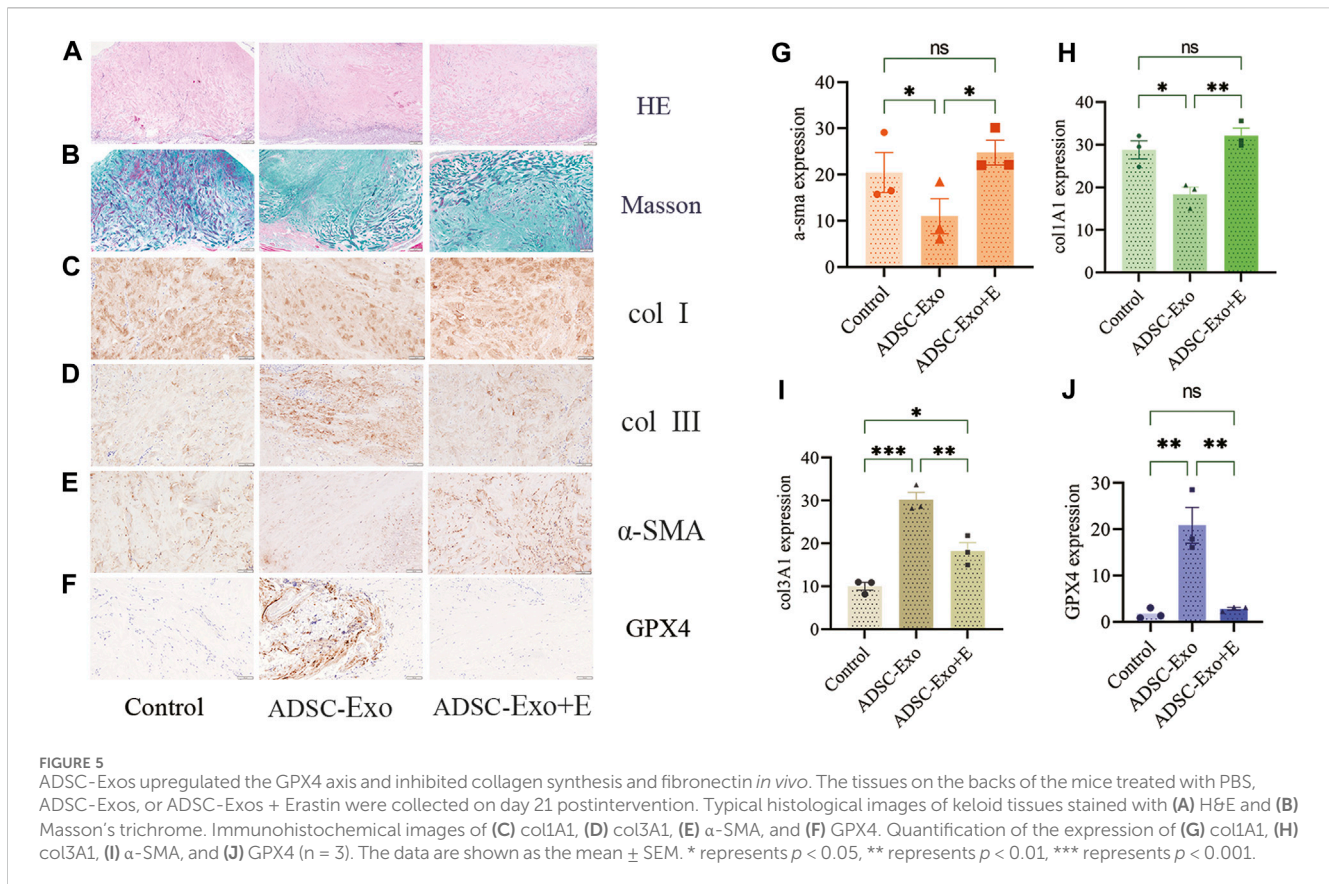 A
HE
B
Masson
C
col I
D
col III
E
α-SMA
F
GPX4
Control
ADSC-Exo
ADSC-Exo+E
G
ns
*
*
a-sma expression
40
30
20
10
0
Control
ADSC-Exo
ADSC-Exo+E
H
ns
*
**
col1A1 expression
40
30
20
10
0
Control
ADSC-Exo
ADSC-Exo+E
I
*
***
**
col3A1 expression
40
30
20
10
0
Control
ADSC-Exo
ADSC-Exo+E
J
ns
**
**
GPX4 expression
30
20
10
0
Control
ADSC-Exo
ADSC-Exo+E
FIGURE 5
ADSC-Exos upregulated the GPX4 axis and inhibited collagen synthesis and fibronectin in vivo. The tissues on the backs of the mice treated with PBS,
ADSC-Exos, or ADSC-Exos + Erastin were collected on day 21 postintervention. Typical histological images of keloid tissues stained with (A) H&E and (B)
Masson's trichrome. Immunohistochemical images of (C) col1A1, (D) col3A1, (E) α-SMA, and (F) GPX4. Quantification of the expression of (G) col1A1, (H)
col3A1, (I) α-SMA, and (J) GPX4 (n = 3). The data are shown as the mean ± SEM. * represents p < 0.05, ** represents p < 0.01, *** represents p < 0.001.